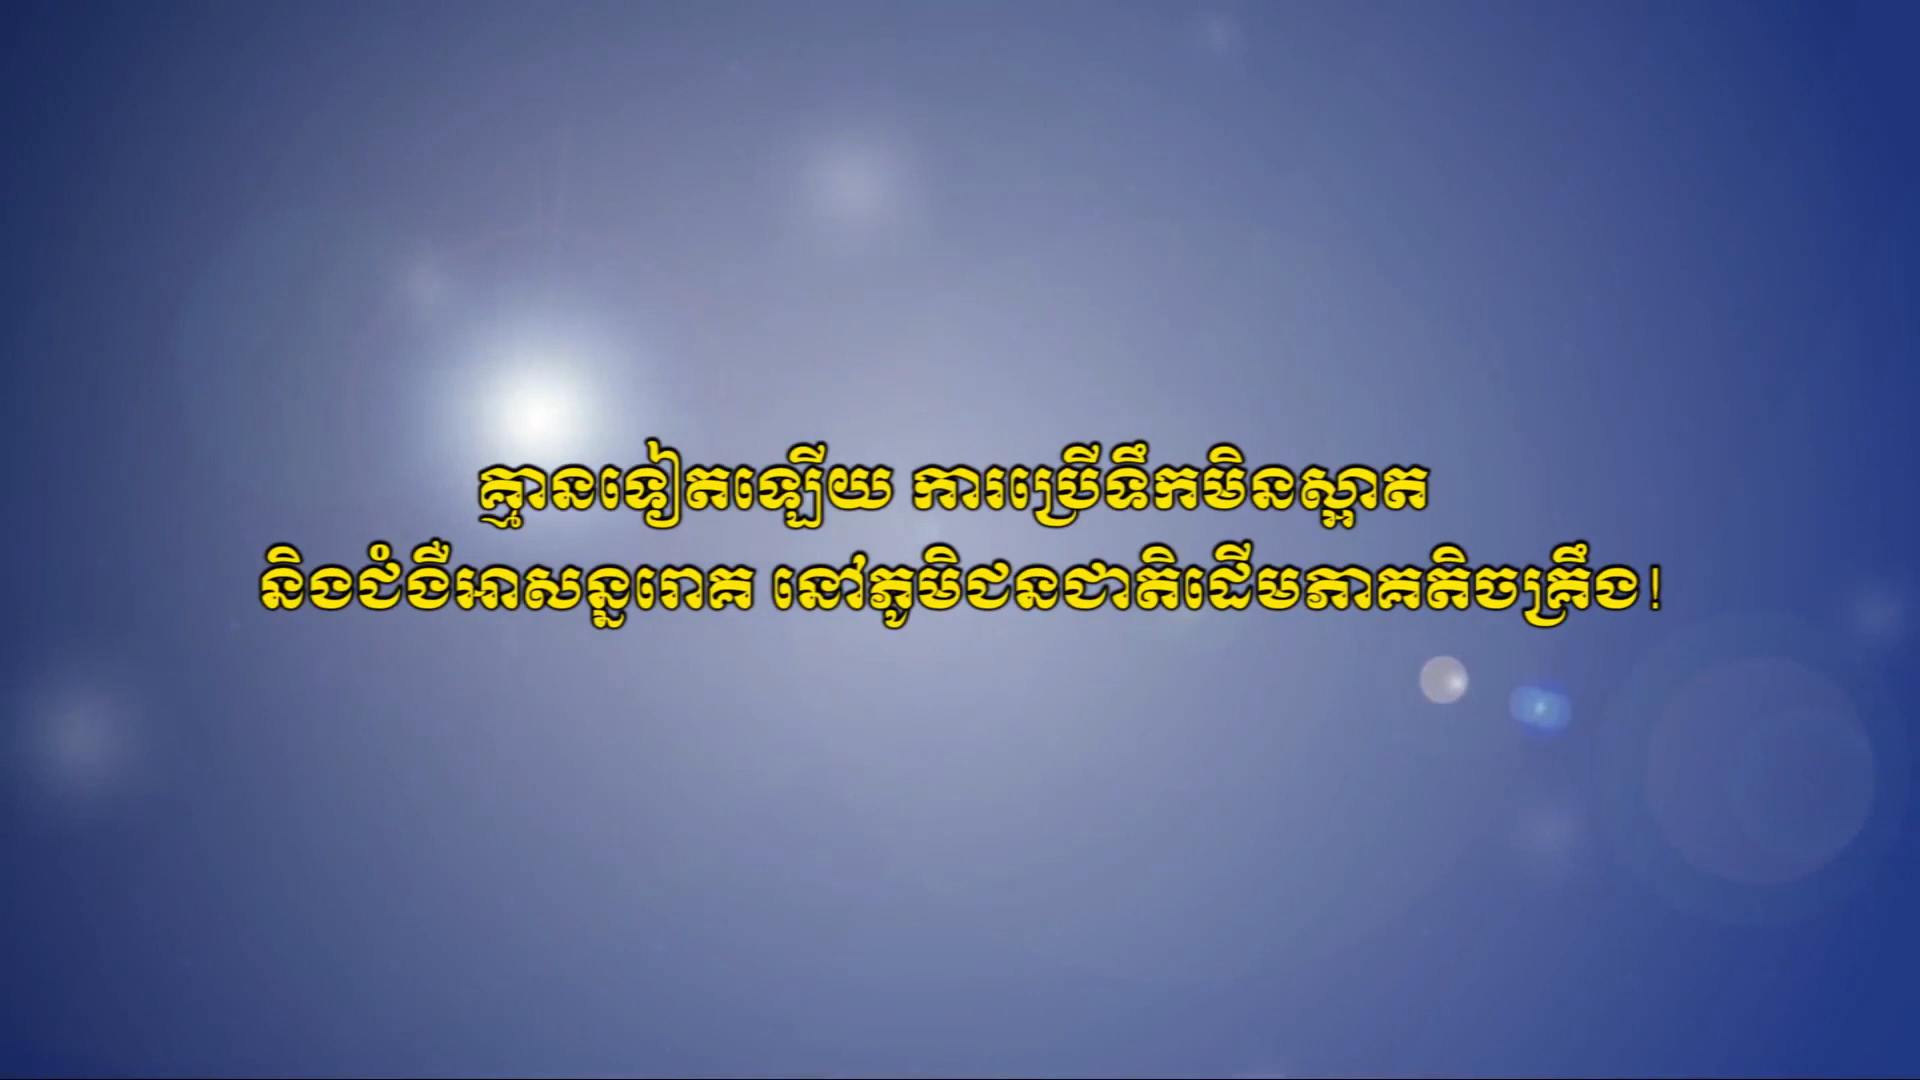 គ្មានទៀតឡើយ ការប្រើទឹកមិនស្អាត
និងជំងឺអាសន្នរោគ នៅភូមិជនជាតិដើមភាគតិចគ្រឹង!